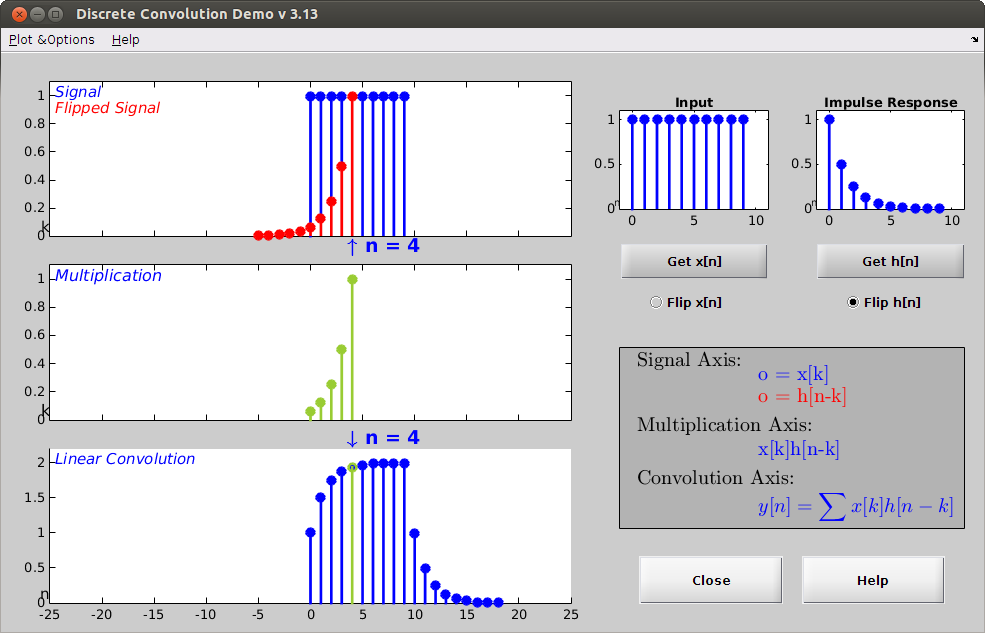 Discrete Convolution Demo v 3.13
Plot &Options Help
Signal
Flipped Signal
1
0.8
0.6
0.4
0.2
0
k
↑ n = 4
Multiplication
1
0.8
0.6
0.4
0.2
0
k
↓ n = 4
Linear Convolution
2
1.5
1
0.5
0
n
-25 -20 -15 -10 -5 0 5 10 15 20 25
Input
1
0.5
0
n
0 5 10
Impulse Response
1
0.5
0
n
0 5 10
Get x[n] Get h[n]
Flip x[n] Flip h[n]
Signal Axis:
o = x[k]
o = h[n-k]
Multiplication Axis:
x[k]h[n-k]
Convolution Axis:
y[n] = ∑ x[k]h[n − k]
Close Help